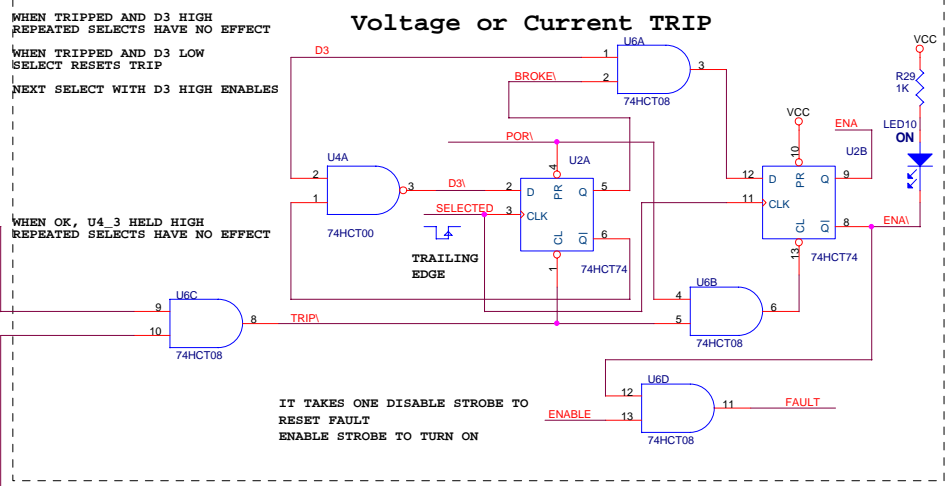 Voltage or Current TRIP
WHEN TRIPPED AND D3 HIGH
REPEATED SELECTS HAVE NO EFFECT
WHEN TRIPPED AND D3 LOW
SELECT RESETS TRIP
NEXT SELECT WITH D3 HIGH ENABLES
WHEN OK, U4_3 HELD HIGH
REPEATED SELECTS HAVE NO EFFECT
D3
BROKE\
U6A
1
2
3
74HCT08
VCC
R29
1K
LED10
ON
POR\
U4A
2
1
3
74HCT00
D3\
SELECTED
TRAILING
EDGE
U2A
4
PR
2
D
Q
5
3
CLK
CL
QI
6
1
74HCT74
VCC
10
ENA
U2B
12
D
PR
Q
9
11
CLK
CL
QI
8
ENA\
13
74HCT74
U6C
9
10
8
TRIP\
74HCT08
U6B
4
5
6
74HCT08
U6D
12
13
11
FAULT
ENABLE
74HCT08
IT TAKES ONE DISABLE STROBE TO
RESET FAULT
ENABLE STROBE TO TURN ON